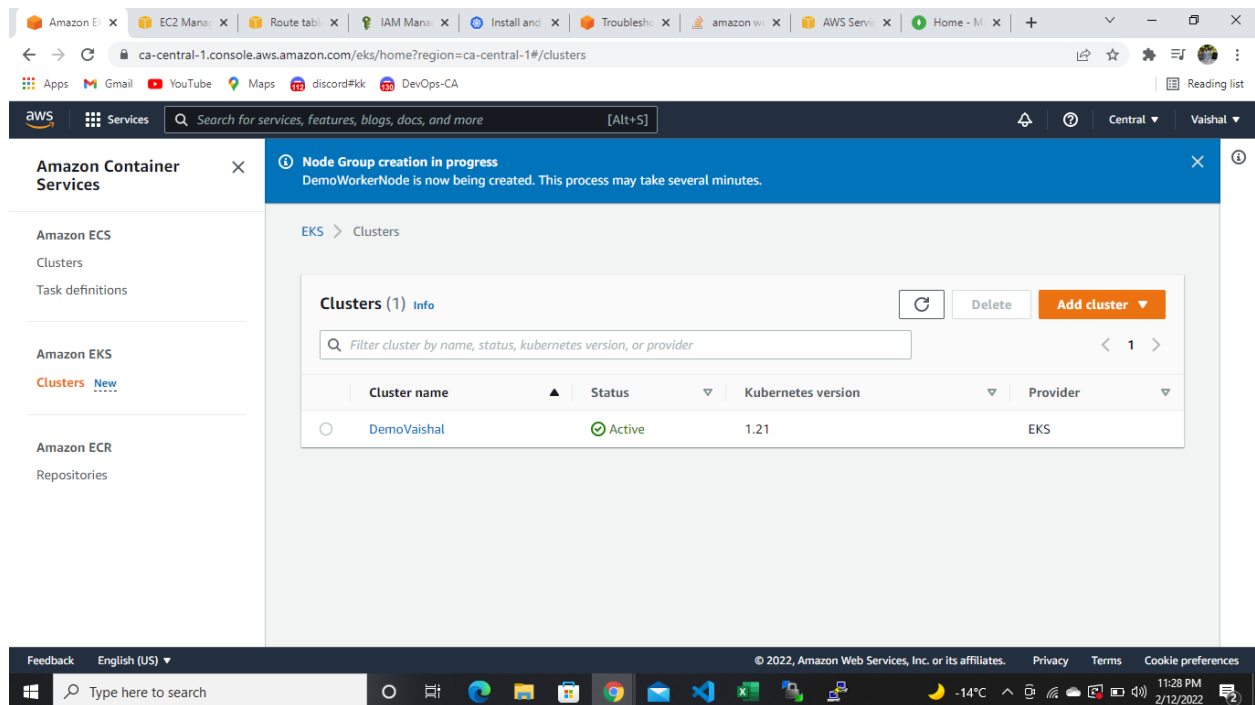 Amazon E
EC2 Manag
Route tabl
IAM Mana
Install and
Troublesho
amazon we
AWS Servic
Home - M
ca-central-1.console.aws.amazon.com/eks/home?region=ca-central-1#/clusters
Apps Gmail YouTube Maps discord#kk DevOps-CA Reading list
aws Services Search for services, features, blogs, docs, and more [Alt+S] Central ▼ Vaishal ▼
Amazon Container
Services
Node Group creation in progress
DemoWorkerNode is now being created. This process may take several minutes.
Amazon ECS
Clusters
Task definitions
Amazon EKS
Clusters New
Amazon ECR
Repositories
EKS > Clusters
Clusters (1) Info
Delete
Add cluster ▼
Filter cluster by name, status, kubernetes version, or provider
< 1 >
Cluster name Status Kubernetes version Provider
DemoVaishal Active 1.21 EKS
Feedback English (US) ▼ © 2022, Amazon Web Services, Inc. or its affiliates. Privacy Terms Cookie preferences
Type here to search
-14°C
11:28 PM
2/12/2022
2